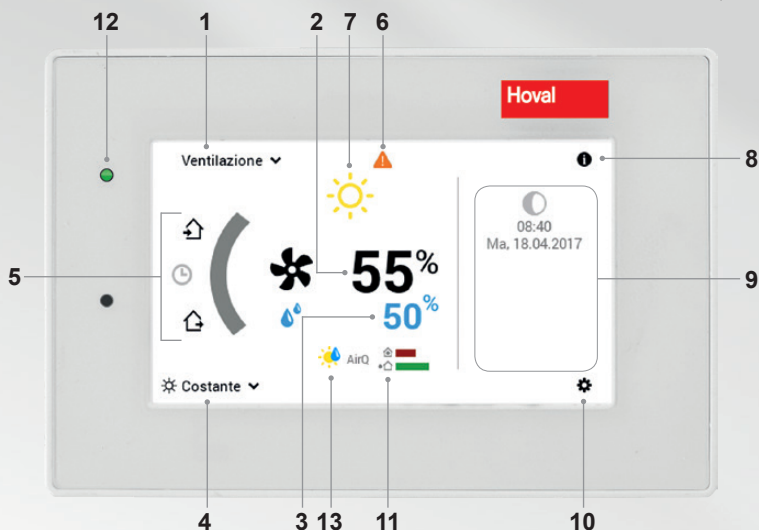 12 1 2 7 6
Hoval
Ventilazione
8
08:40
Ma, 18.04.2017
55%
5
9
50%
AirQ
Costante
4 3 13 11 10